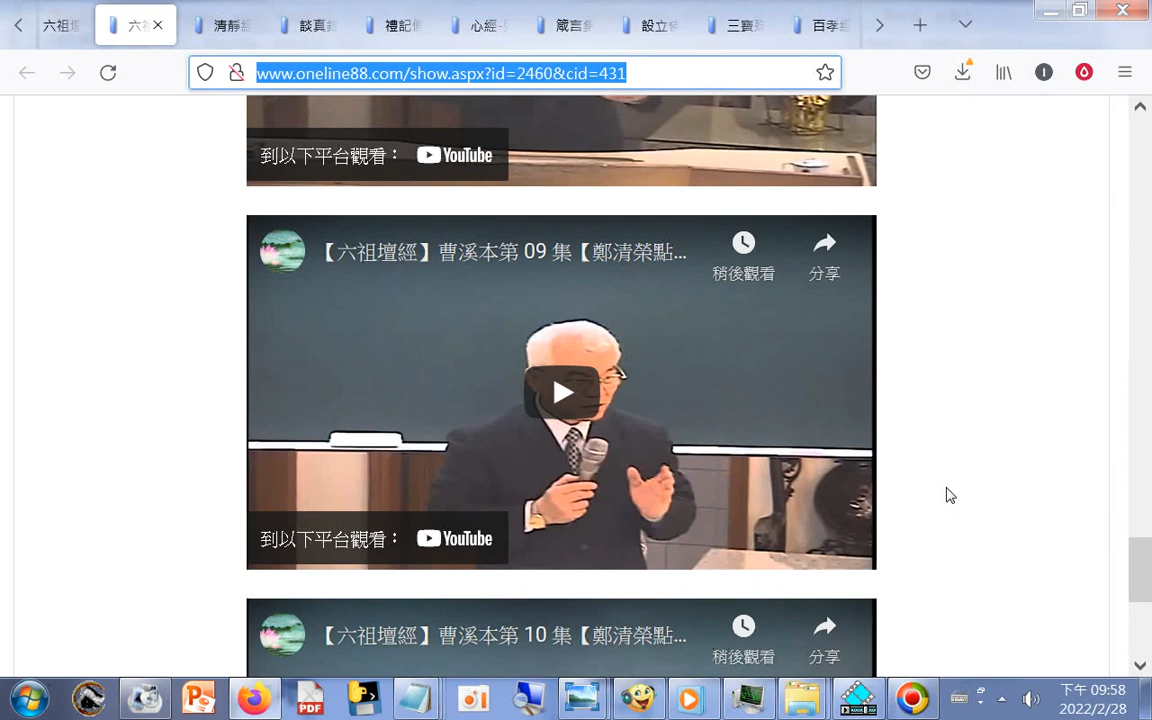 六祖壇
六祖
清靜經
談真錄
禮記
心經
箴言集
設立佛
三寶
百孝經
www.oneline88.com/show.aspx?id=2460&cid=431
到以下平台觀看： YouTube
【六祖壇經】曹溪本第 09 集【鄭清榮點...
稍後觀看
分享
到以下平台觀看： YouTube
【六祖壇經】曹溪本第 10 集【鄭清榮點...
稍後觀看
分享
下午 09:58
2022/2/28